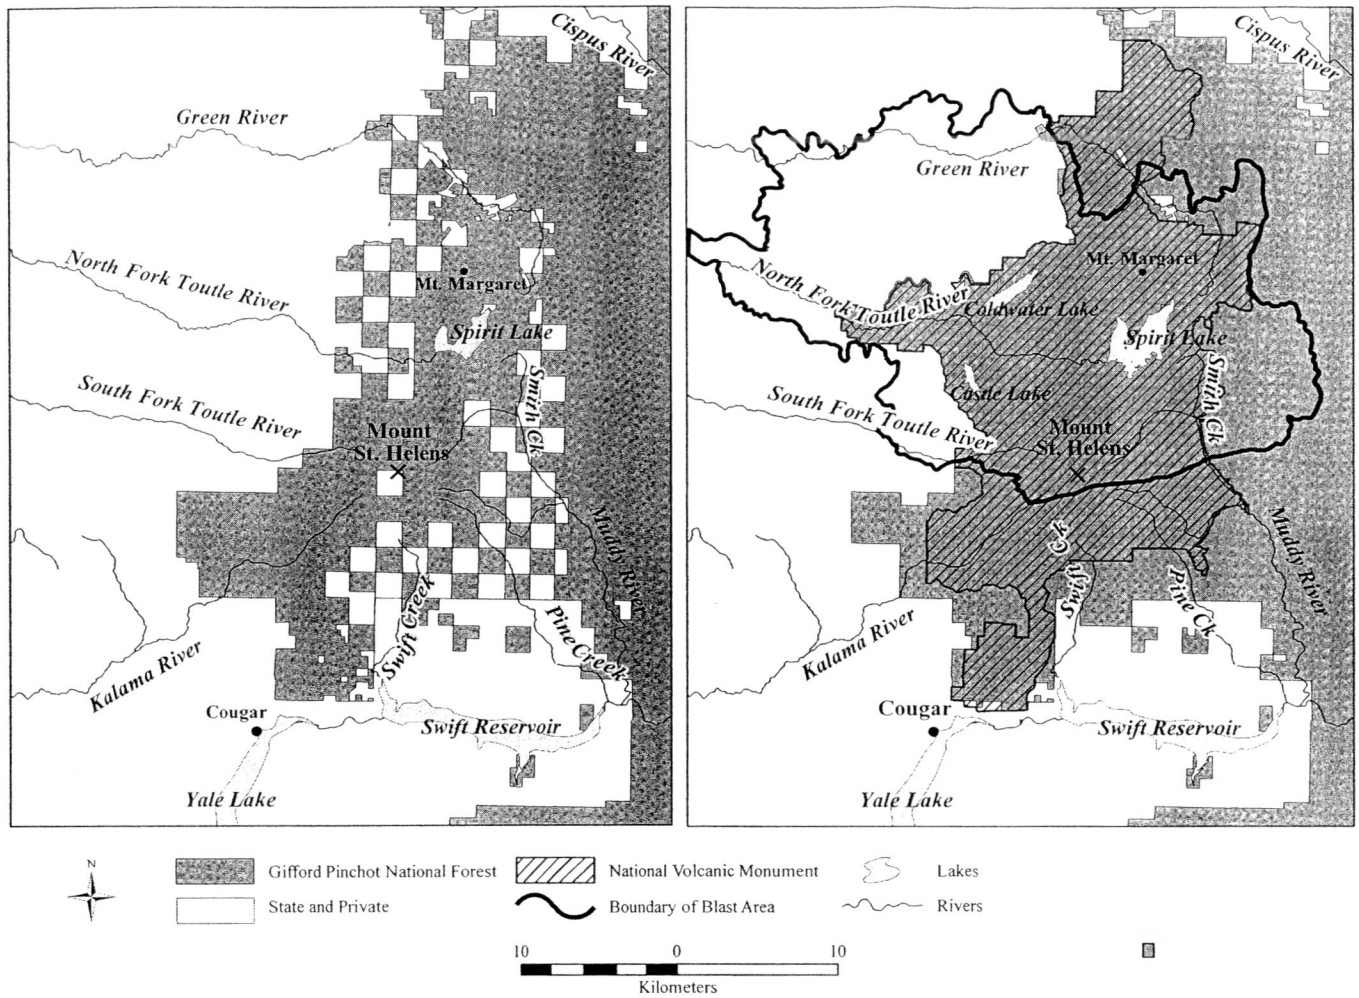 Cispus River
Green River
North Fork Toutle River
Mt. Margaret
Spirit Lake
South Fork Toutle River
Smith Ck
Mount
St. Helens
Muddy River
Swift Creek
Pine Creek
Kalama River
Cougar
Swift Reservoir
Yale Lake
Cispus River
Green River
Mt. Margaret
North Fork Toutle River
Coldwater Lake
Spirit Lake
Castle Lake
Smith Ck
South Fork Toutle River
Mount
St. Helens
Swift Ck
Pine Ck
Muddy River
Kalama River
Cougar
Swift Reservoir
Yale Lake
N
Gifford Pinchot National Forest
National Volcanic Monument
Lakes
State and Private
Boundary of Blast Area
Rivers
10 0 10
Kilometers